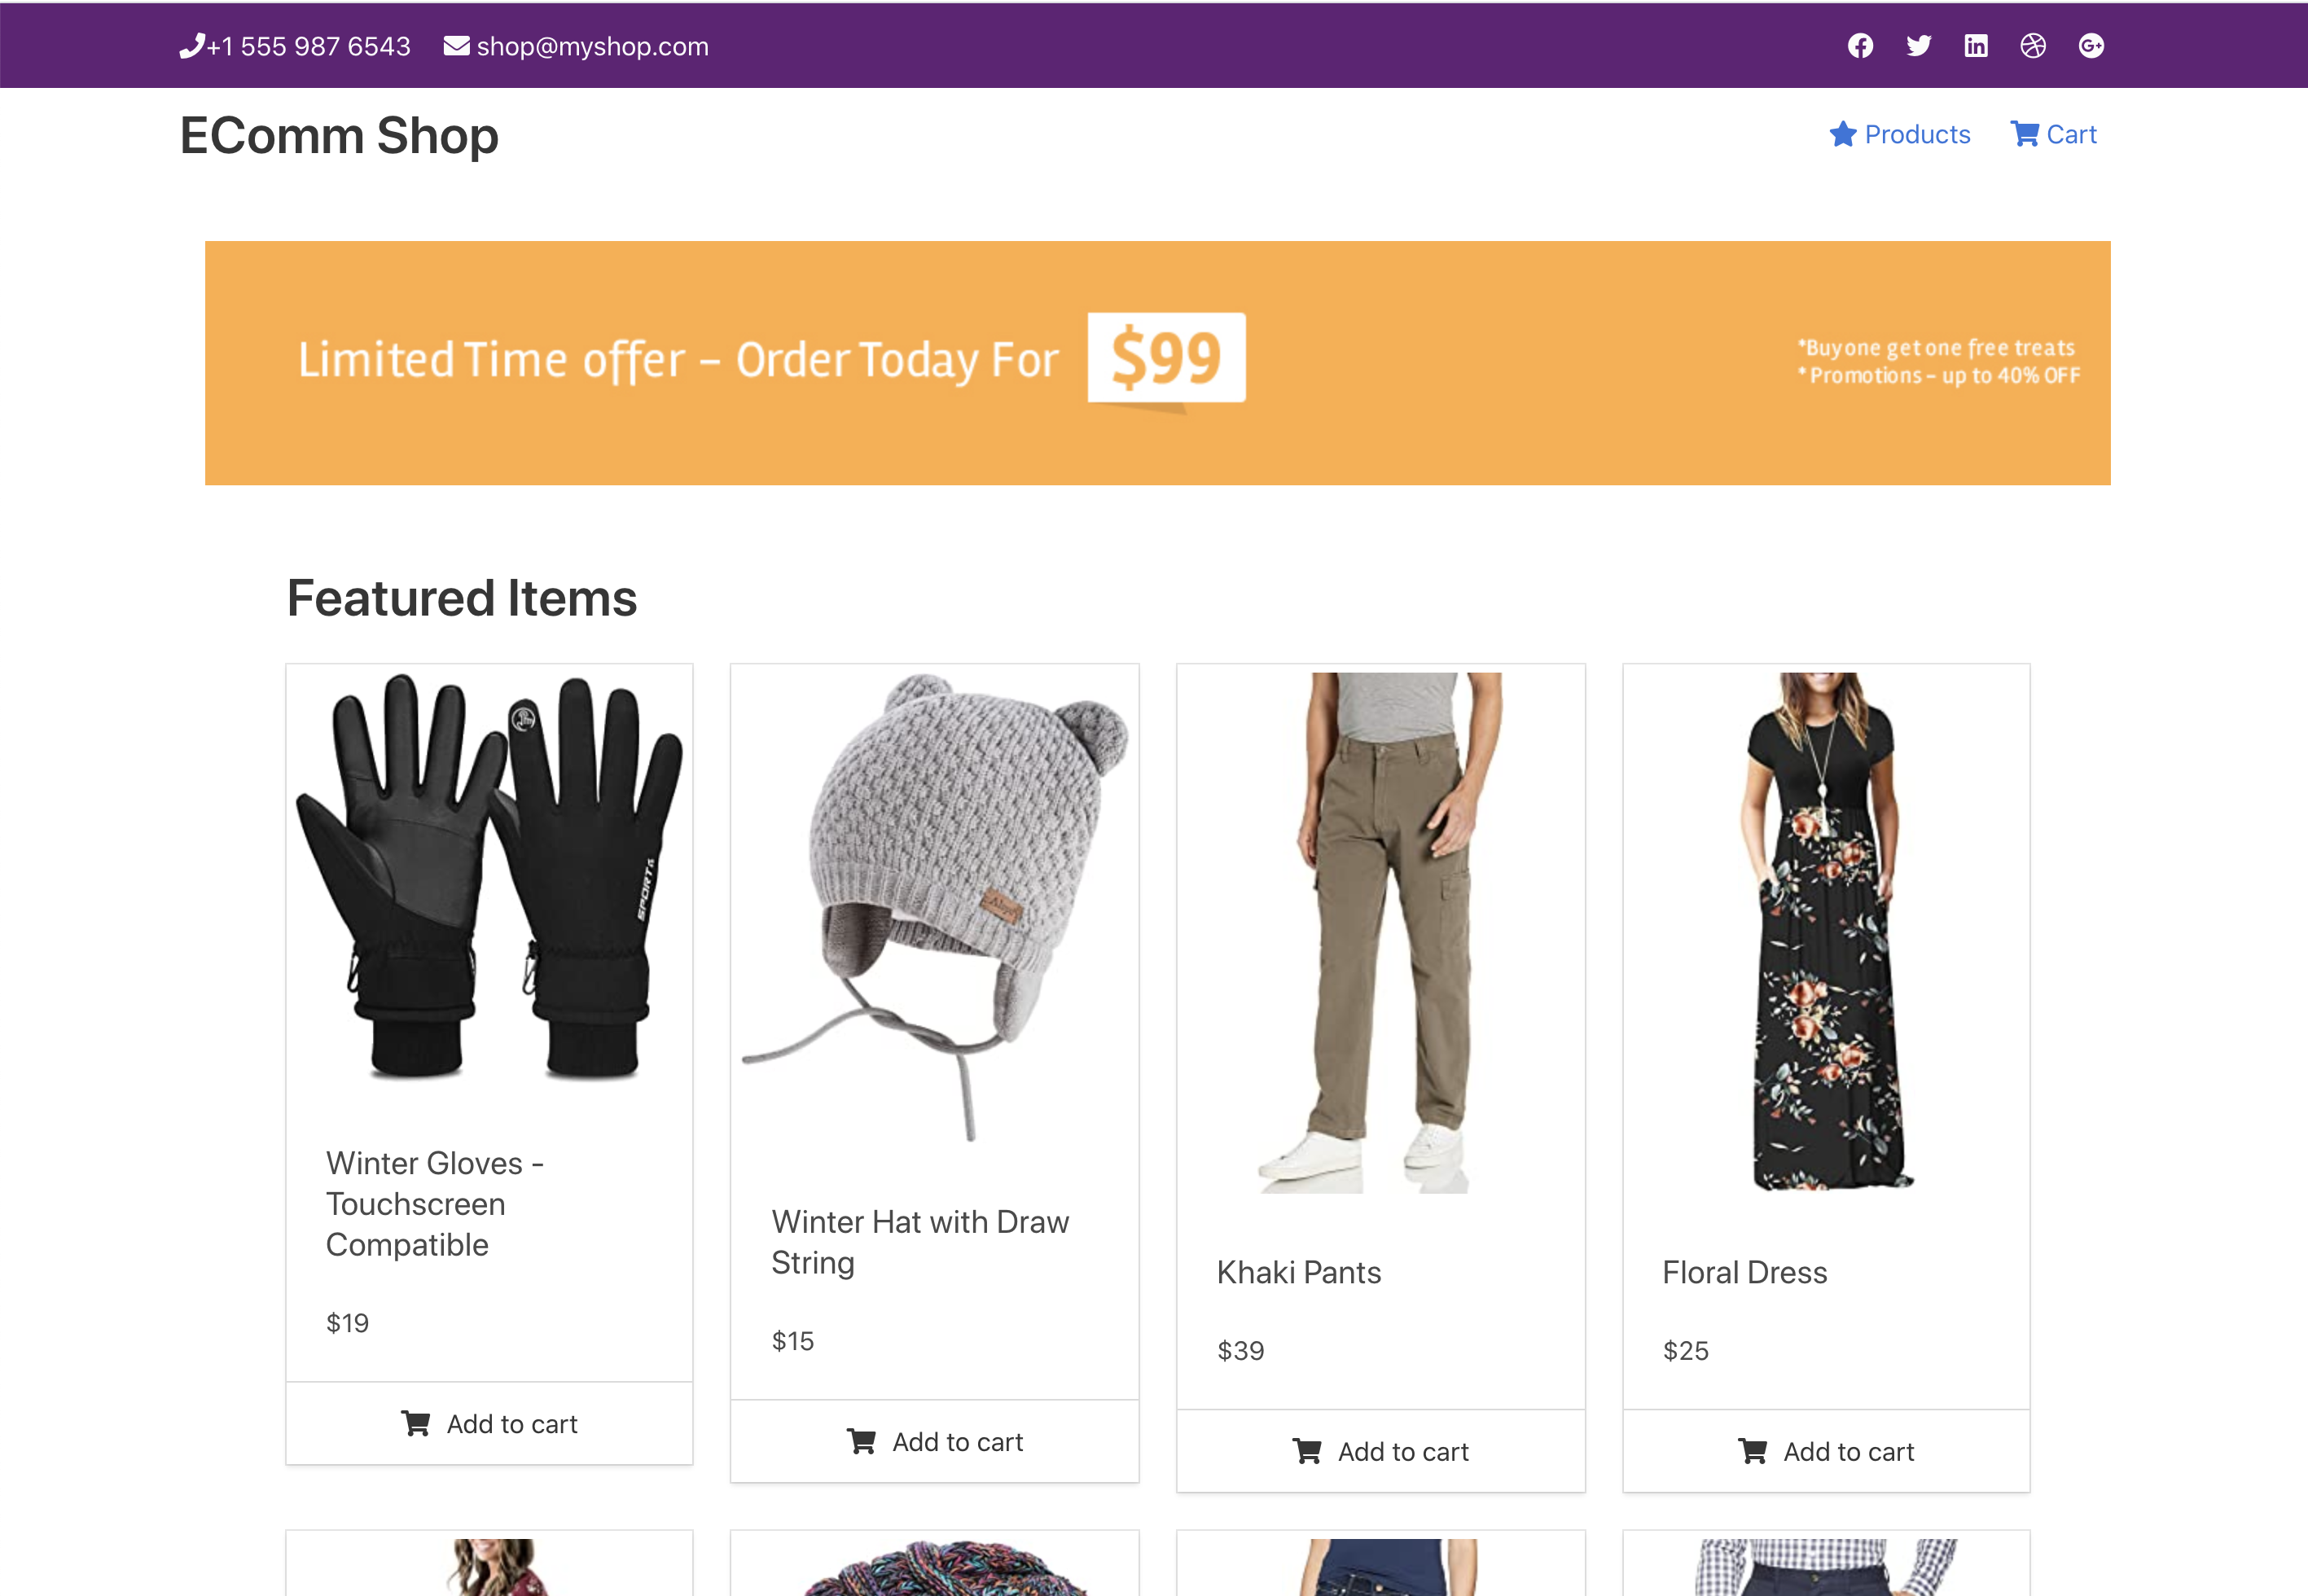 +1 555 987 6543 shop@myshop.com
EComm Shop Products Cart
Limited Time offer – Order Today For $99
*Buy one get one free treats
* Promotions – up to 40% OFF
Featured Items
SPORTS
Winter Gloves -
Touchscreen
Compatible
$19
Add to cart
Winter Hat with Draw
String
$15
Add to cart
Khaki Pants
$39
Add to cart
Floral Dress
$25
Add to cart